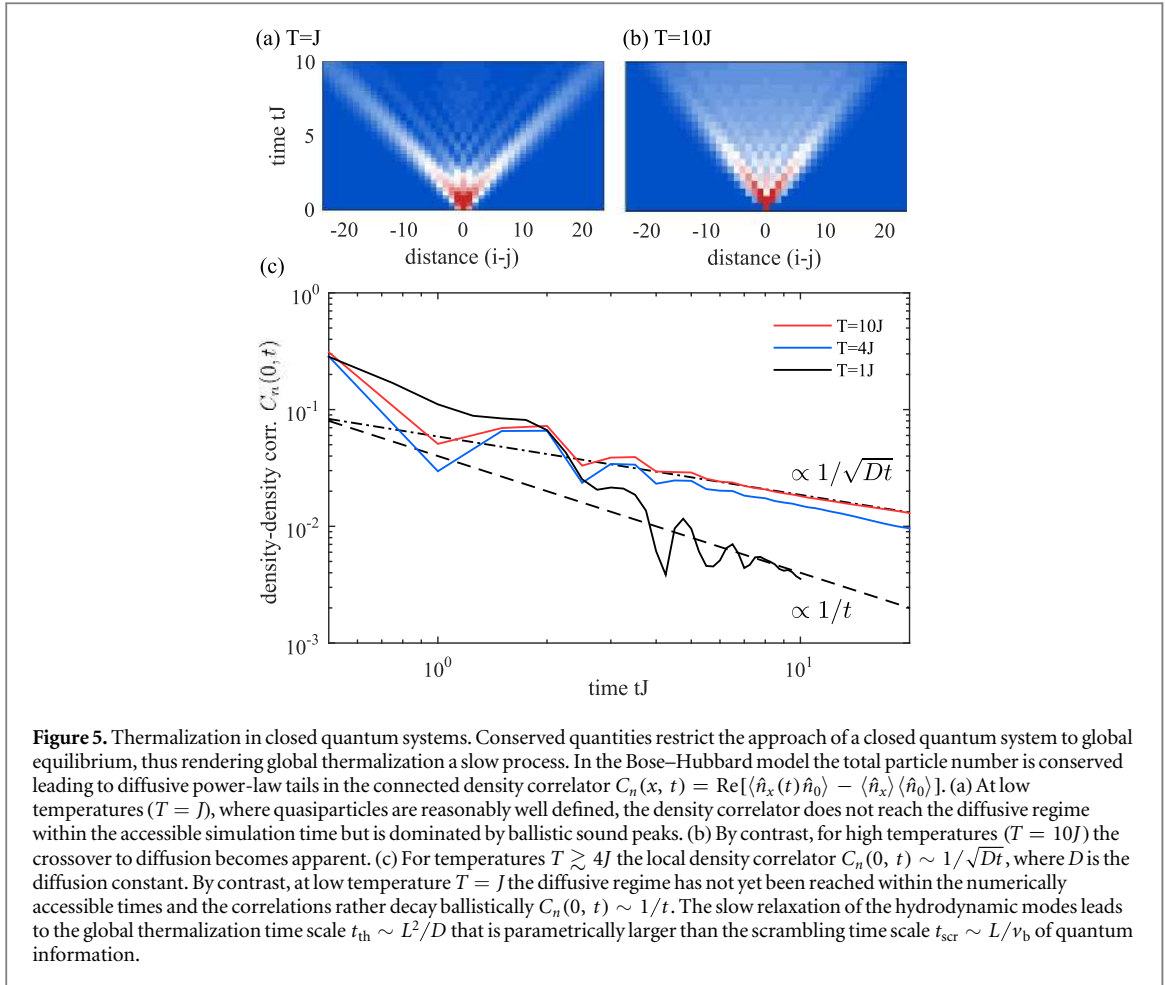 (a) T=J
(b) T=10J
10
5
0
time tJ
-20 -10 0 10 20
-20 -10 0 10 20
distance (i-j)
distance (i-j)
(c)
10^0
10^-1
10^-2
10^-3
density-density corr. C_n(0, t)
T=10J
T=4J
T=1J
∝ 1/√Dt
∝ 1/t
10^0
10^1
time tJ
Figure 5. Thermalization in closed quantum systems. Conserved quantities restrict the approach of a closed quantum system to global
equilibrium, thus rendering global thermalization a slow process. In the Bose–Hubbard model the total particle number is conserved
leading to diffusive power-law tails in the connected density correlator C_n(x, t) = Re[⟨n̂_x(t)n̂_0⟩ − ⟨n̂_x⟩⟨n̂_0⟩]. (a) At low
temperatures (T = J), where quasiparticles are reasonably well defined, the density correlator does not reach the diffusive regime
within the accessible simulation time but is dominated by ballistic sound peaks. (b) By contrast, for high temperatures (T = 10J) the
crossover to diffusion becomes apparent. (c) For temperatures T ≳ 4J the local density correlator C_n(0, t) ∼ 1/√Dt, where D is the
diffusion constant. By contrast, at low temperature T = J the diffusive regime has not yet been reached within the numerically
accessible times and the correlations rather decay ballistically C_n(0, t) ∼ 1/t. The slow relaxation of the hydrodynamic modes leads
to the global thermalization time scale t_th ∼ L²/D that is parametrically larger than the scrambling time scale t_scr ∼ L/v_b of quantum
information.